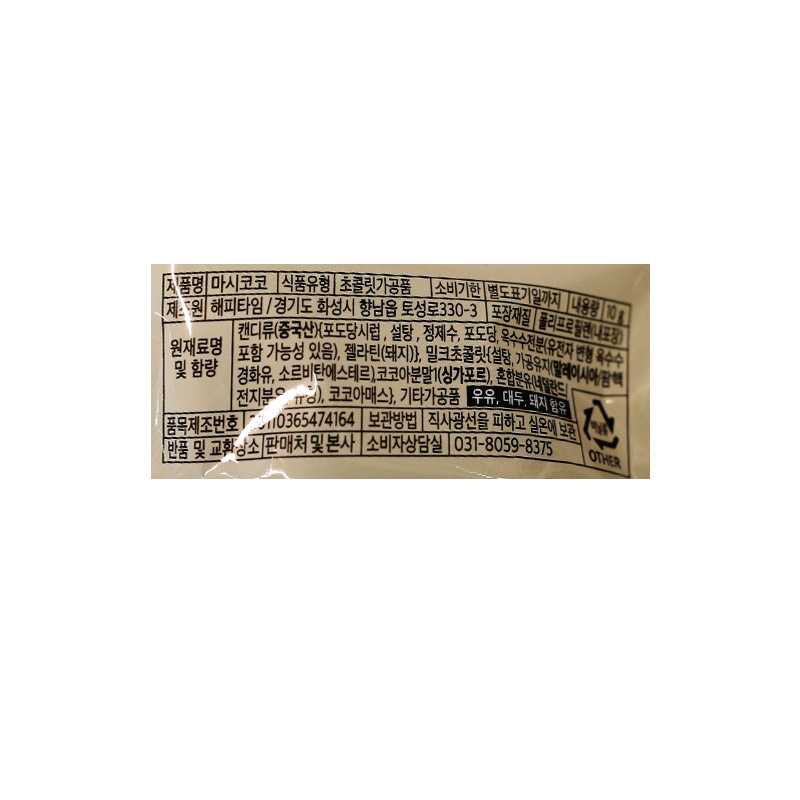 제품명 마시코코 식품유형 초콜릿가공품 소비기한 별도표기일까지 내용량 10 g
제조원 해피타임 / 경기도 화성시 향남읍 토성로330-3 포장재질 폴리프로필렌(내포장)
원재료명 및 함량
캔디류(중국산){포도당시럽, 설탕, 정제수, 포도당, 옥수수전분(유전자 변형 옥수수
포함 가능성 있음), 젤라틴(돼지)}, 밀크초콜릿{설탕, 가공유지(말레이시아/팜핵
경화유, 소르비탄에스테르), 코코아분말1(싱가포르), 혼합분유(네덜란드
전지분유, 코코아매스}, 기타가공품 우유, 대두, 돼지 함유
품목제조번호 0365474164 보관방법 직사광선을 피하고 실온에 보관
반품 및 교환장소 판매처 및 본사 소비자상담실 031-8059-8375
비닐류
OTHER